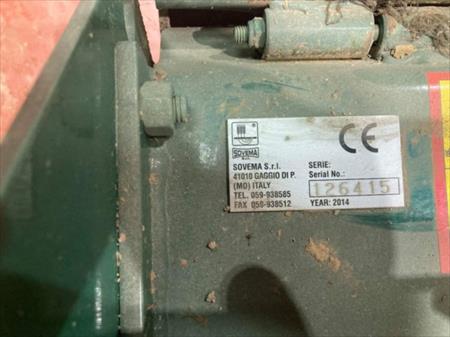 SOVEMA
SOVEMA S.r.l.
41010 GAGGIO DI P.
(MO) ITALY
TEL. 059-938585
FAX 059-938512
CE
SERIE:
Serial No.:
126415
YEAR: 2014